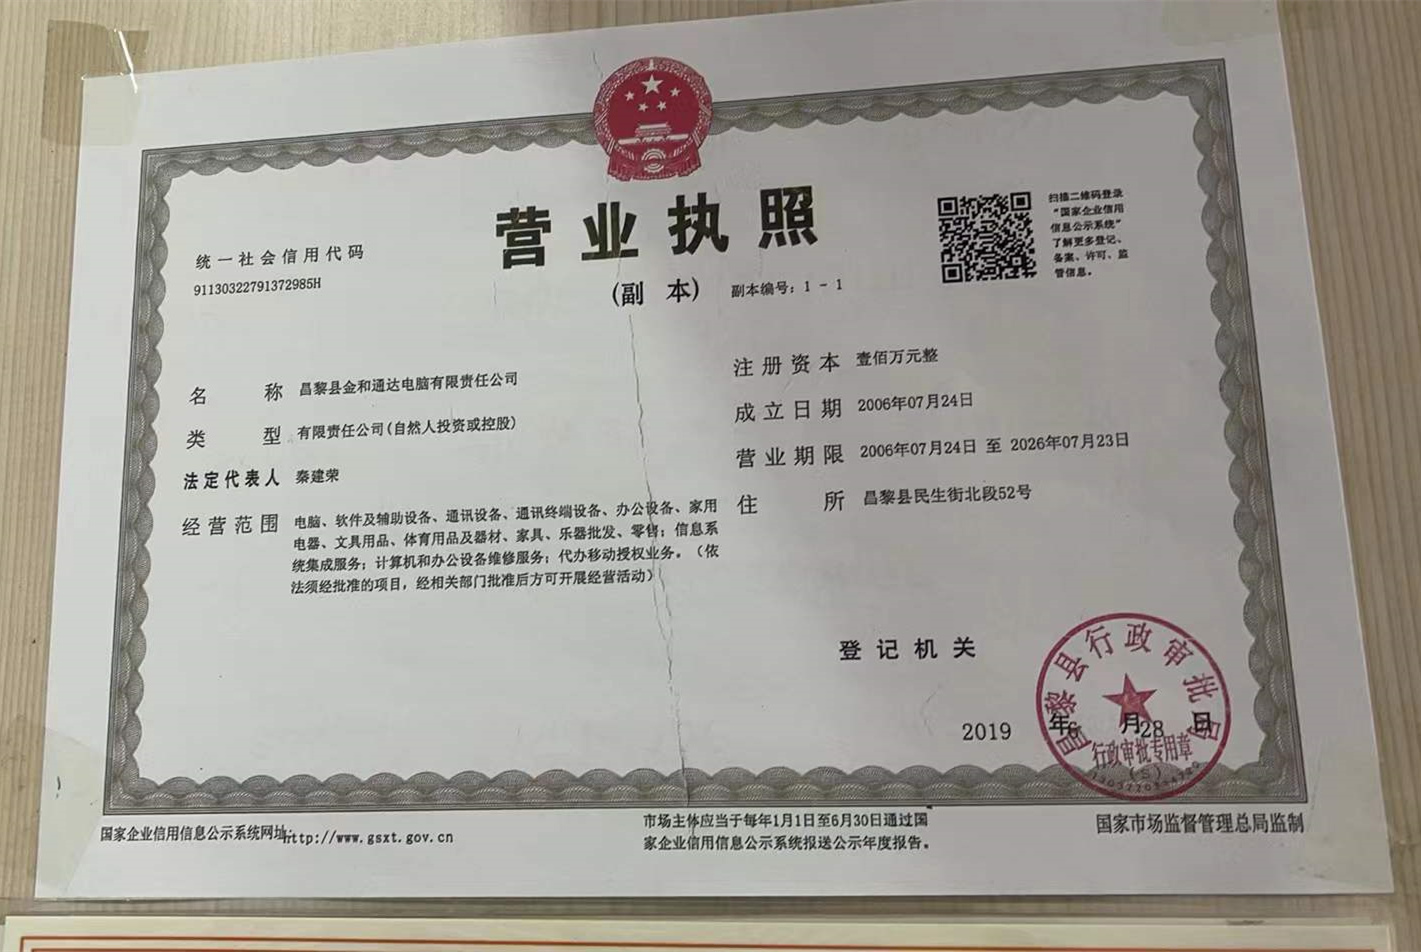 营业执照
(副 本) 副本编号：1 - 1
统一社会信用代码
91130322791372985H
扫描二维码登录
“国家企业信用
信息公示系统”
了解更多登记、
备案、许可、监
管信息。
名 称 昌黎县金和通达电脑有限责任公司
类 型 有限责任公司(自然人投资或控股)
法定代表人 秦建荣
经营范围 电脑、软件及辅助设备、通讯设备、通讯终端设备、办公设备、家用
电器、文具用品、体育用品及器材、家具、乐器批发、零售；信息系
统集成服务；计算机和办公设备维修服务；代办移动授权业务。（依
法须经批准的项目，经相关部门批准后方可开展经营活动）
注册资本 壹佰万元整
成立日期 2006年07月24日
营业期限 2006年07月24日 至 2026年07月23日
住 所 昌黎县民生街北段52号
登记机关
昌黎县行政审批局
行政审批专用章
(S)
2019 年6 月28 日
国家企业信用信息公示系统网址:http://www.gsxt.gov.cn
市场主体应当于每年1月1日至6月30日通过国
家企业信用信息公示系统报送公示年度报告。
国家市场监督管理总局监制